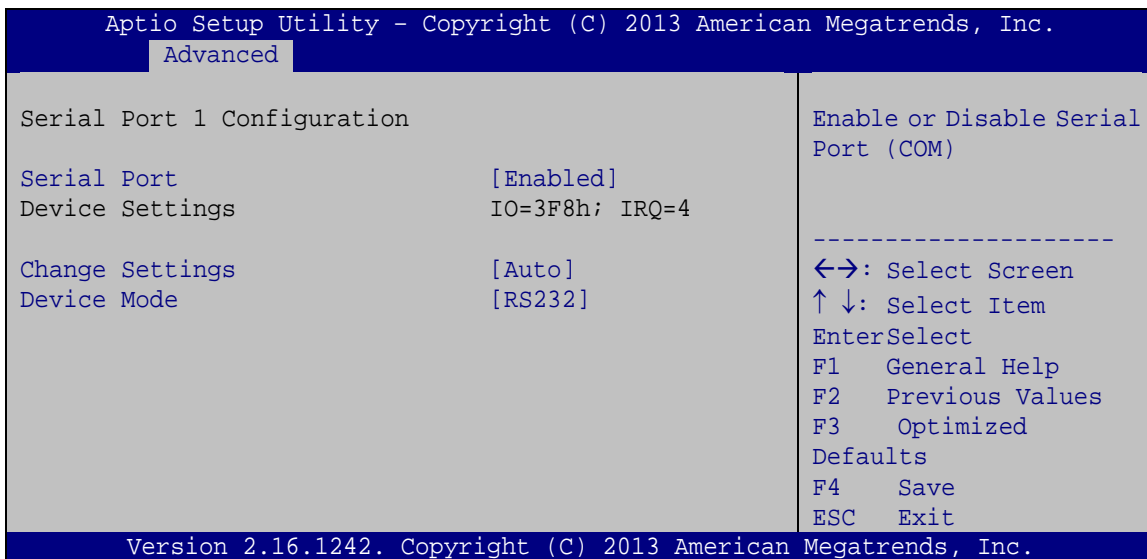 Aptio Setup Utility – Copyright (C) 2013 American Megatrends, Inc.
Advanced
Serial Port 1 Configuration
Serial Port [Enabled]
Device Settings IO=3F8h; IRQ=4
Change Settings [Auto]
Device Mode [RS232]
Enable or Disable Serial
Port (COM)
---------------------
←→: Select Screen
↑ ↓: Select Item
EnterSelect
F1 General Help
F2 Previous Values
F3 Optimized
Defaults
F4 Save
ESC Exit
Version 2.16.1242. Copyright (C) 2013 American Megatrends, Inc.